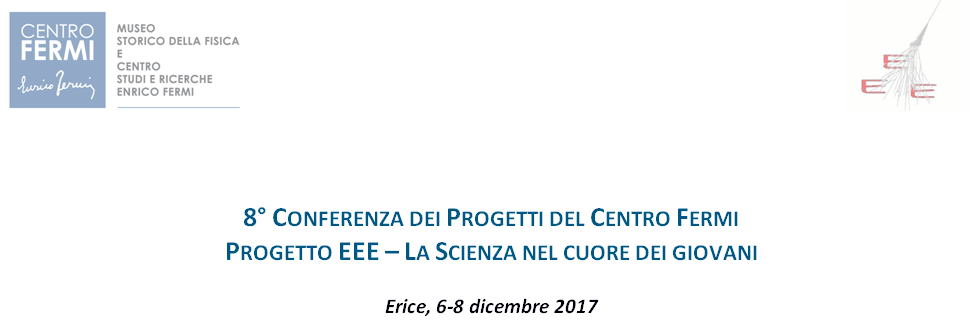 CENTRO
FERMI
Enrico Fermi
MUSEO
STORICO DELLA FISICA
E
CENTRO
STUDI E RICERCHE
ENRICO FERMI
E
E E
8° CONFERENZA DEI PROGETTI DEL CENTRO FERMI
PROGETTO EEE – LA SCIENZA NEL CUORE DEI GIOVANI
Erice, 6-8 dicembre 2017